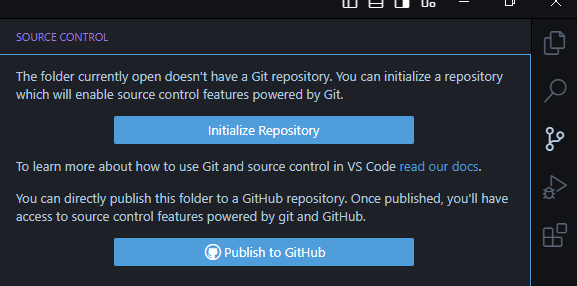 SOURCE CONTROL
The folder currently open doesn't have a Git repository. You can initialize a repository
which will enable source control features powered by Git.
Initialize Repository
To learn more about how to use Git and source control in VS Code read our docs.
You can directly publish this folder to a GitHub repository. Once published, you'll have
access to source control features powered by git and GitHub.
Publish to GitHub